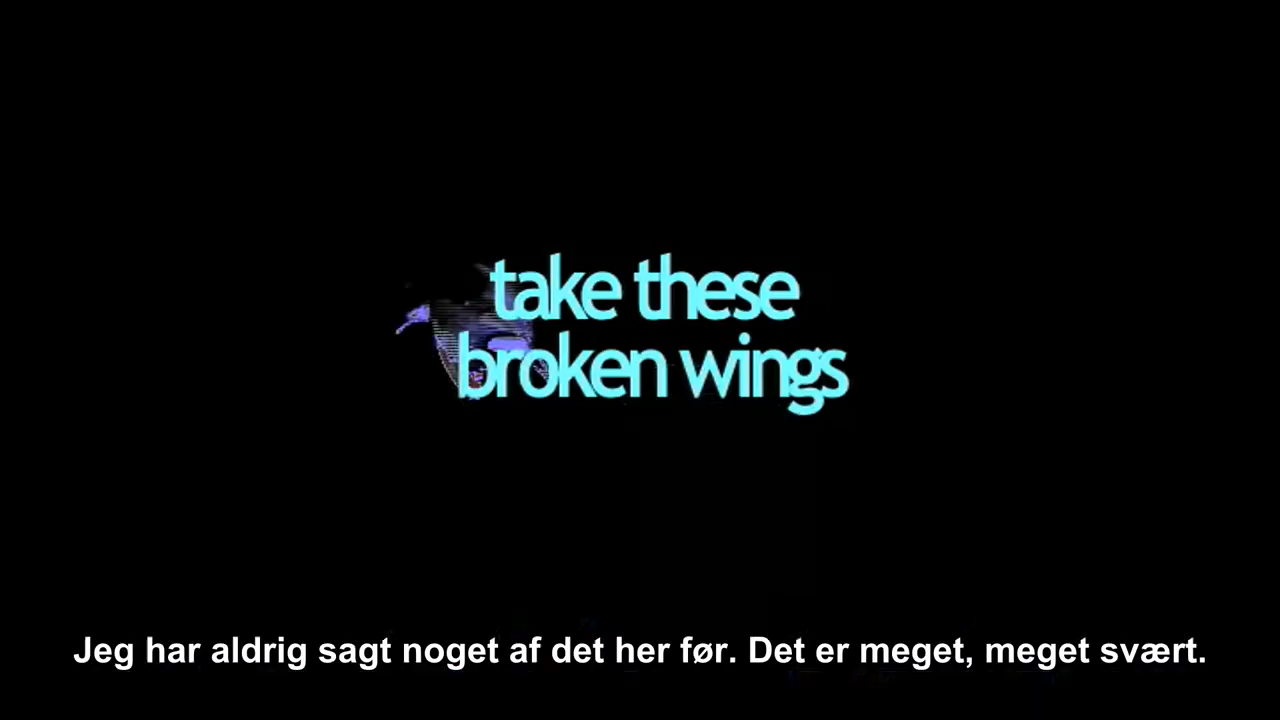 take these
broken wings
Jeg har aldrig sagt noget af det her før. Det er meget, meget svært.